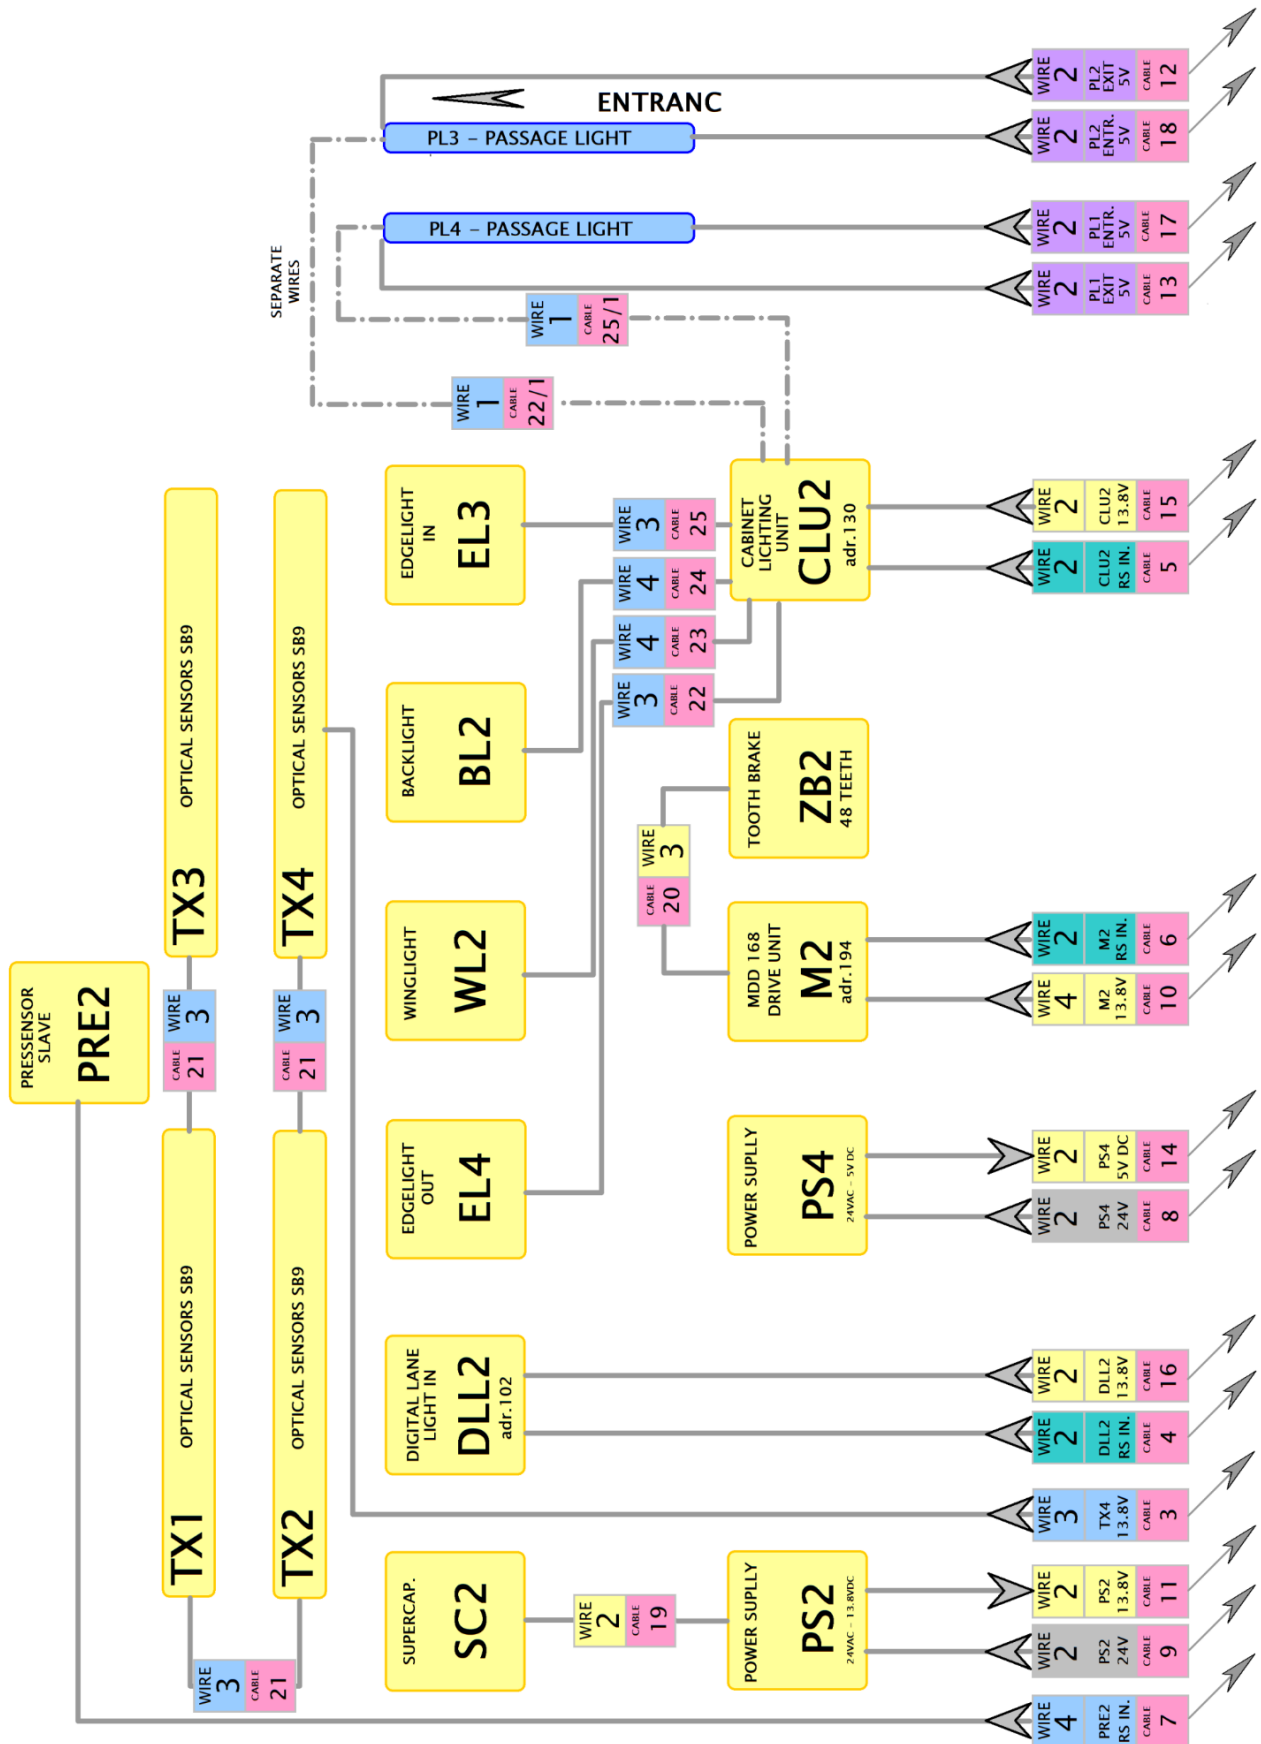 ENTRANC
PL3 – PASSAGE LIGHT
PL4 – PASSAGE LIGHT
SEPARATE
WIRES
WIRE
1
CABLE
25/1
WIRE
1
CABLE
22/1
PRESSENSOR
SLAVE
PRE2
TX1
OPTICAL SENSORS SB9
CABLE
21
WIRE
3
TX3
OPTICAL SENSORS SB9
TX2
OPTICAL SENSORS SB9
CABLE
21
WIRE
3
TX4
OPTICAL SENSORS SB9
WIRE
3
CABLE
21
SUPERCAP.
SC2
DIGITAL LANE
LIGHT IN
DLL2
adr.102
EDGELIGHT
OUT
EL4
WINGLIGHT
WL2
BACKLIGHT
BL2
EDGELIGHT
IN
EL3
WIRE
2
CABLE
19
WIRE
3
CABLE
22
WIRE
4
CABLE
23
WIRE
4
CABLE
24
WIRE
3
CABLE
25
CABLE
20
WIRE
3
POWER SUPLLY
PS2
24VAC – 13.8VDC
POWER SUPLLY
PS4
24VAC – 5V DC
MDD 168
DRIVE UNIT
M2
adr.194
TOOTH BRAKE
ZB2
48 TEETH
CABINET
LIGHTING
UNIT
CLU2
adr.130
WIRE
4
PRE2
RS IN.
CABLE
7
WIRE
2
PS2
24V
CABLE
9
WIRE
2
PS2
13.8V
CABLE
11
WIRE
3
TX4
13.8V
CABLE
3
WIRE
2
DLL2
RS IN.
CABLE
4
WIRE
2
DLL2
13.8V
CABLE
16
WIRE
2
PS4
24V
CABLE
8
WIRE
2
PS4
5V DC
CABLE
14
WIRE
4
M2
13.8V
CABLE
10
WIRE
2
M2
RS IN.
CABLE
6
WIRE
2
CLU2
RS IN.
CABLE
5
WIRE
2
CLU2
13.8V
CABLE
15
WIRE
2
PL1
EXIT
5V
CABLE
13
WIRE
2
PL1
ENTR.
5V
CABLE
17
WIRE
2
PL2
ENTR.
5V
CABLE
18
WIRE
2
PL2
EXIT
5V
CABLE
12